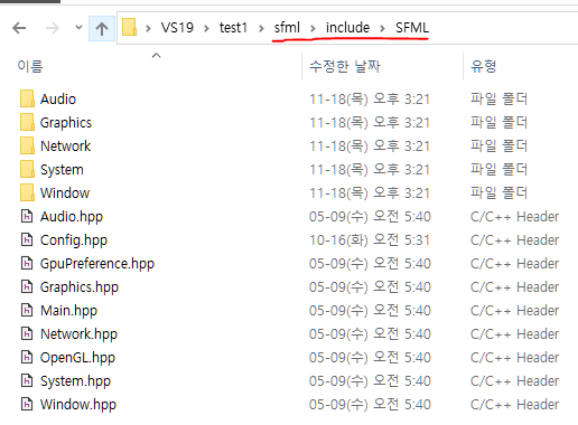 VS19 › test1 › sfml › include › SFML
이름 수정한 날짜 유형
Audio 11-18(목) 오후 3:21 파일 폴더
Graphics 11-18(목) 오후 3:21 파일 폴더
Network 11-18(목) 오후 3:21 파일 폴더
System 11-18(목) 오후 3:21 파일 폴더
Window 11-18(목) 오후 3:21 파일 폴더
Audio.hpp 05-09(수) 오전 5:40 C/C++ Header
Config.hpp 10-16(화) 오전 5:31 C/C++ Header
GpuPreference.hpp 05-09(수) 오전 5:40 C/C++ Header
Graphics.hpp 05-09(수) 오전 5:40 C/C++ Header
Main.hpp 05-09(수) 오전 5:40 C/C++ Header
Network.hpp 05-09(수) 오전 5:40 C/C++ Header
OpenGL.hpp 05-09(수) 오전 5:40 C/C++ Header
System.hpp 05-09(수) 오전 5:40 C/C++ Header
Window.hpp 05-09(수) 오전 5:40 C/C++ Header